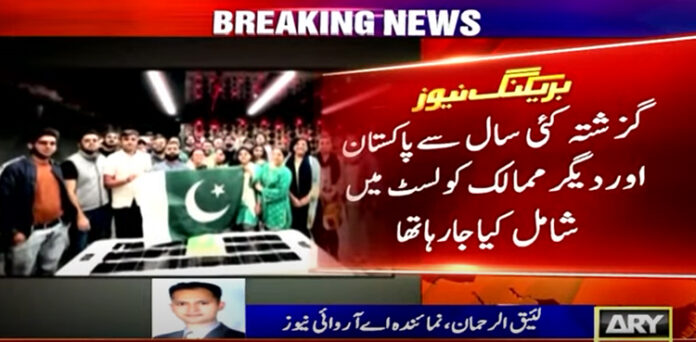 BREAKING NEWS
بریکنگ نیوز
گزشتہ کئی سال سے پاکستان
اور دیگر ممالک کو لسٹ میں
شامل کیا جا رہا تھا
لئیق الرحمان، نمائندہ اے آر وائی نیوز
ARY